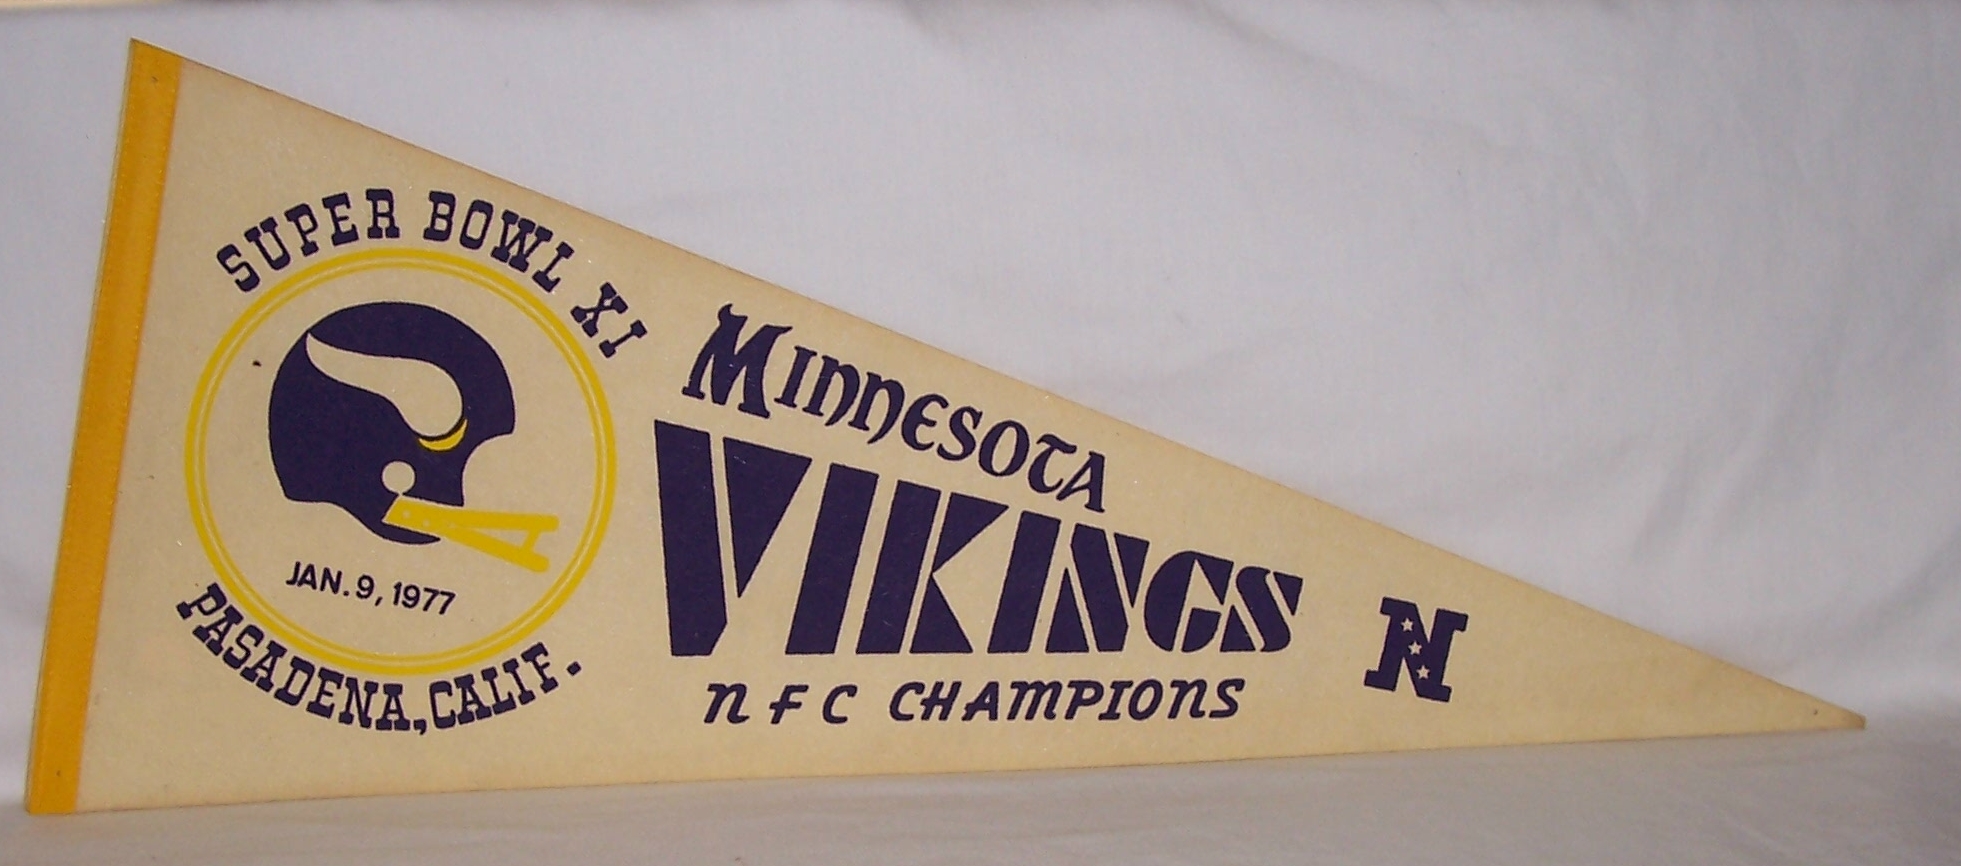 SUPER BOWL XI
JAN. 9, 1977
PASADENA, CALIF.
MINNESOTA
VIKINGS
NFC CHAMPIONS
N